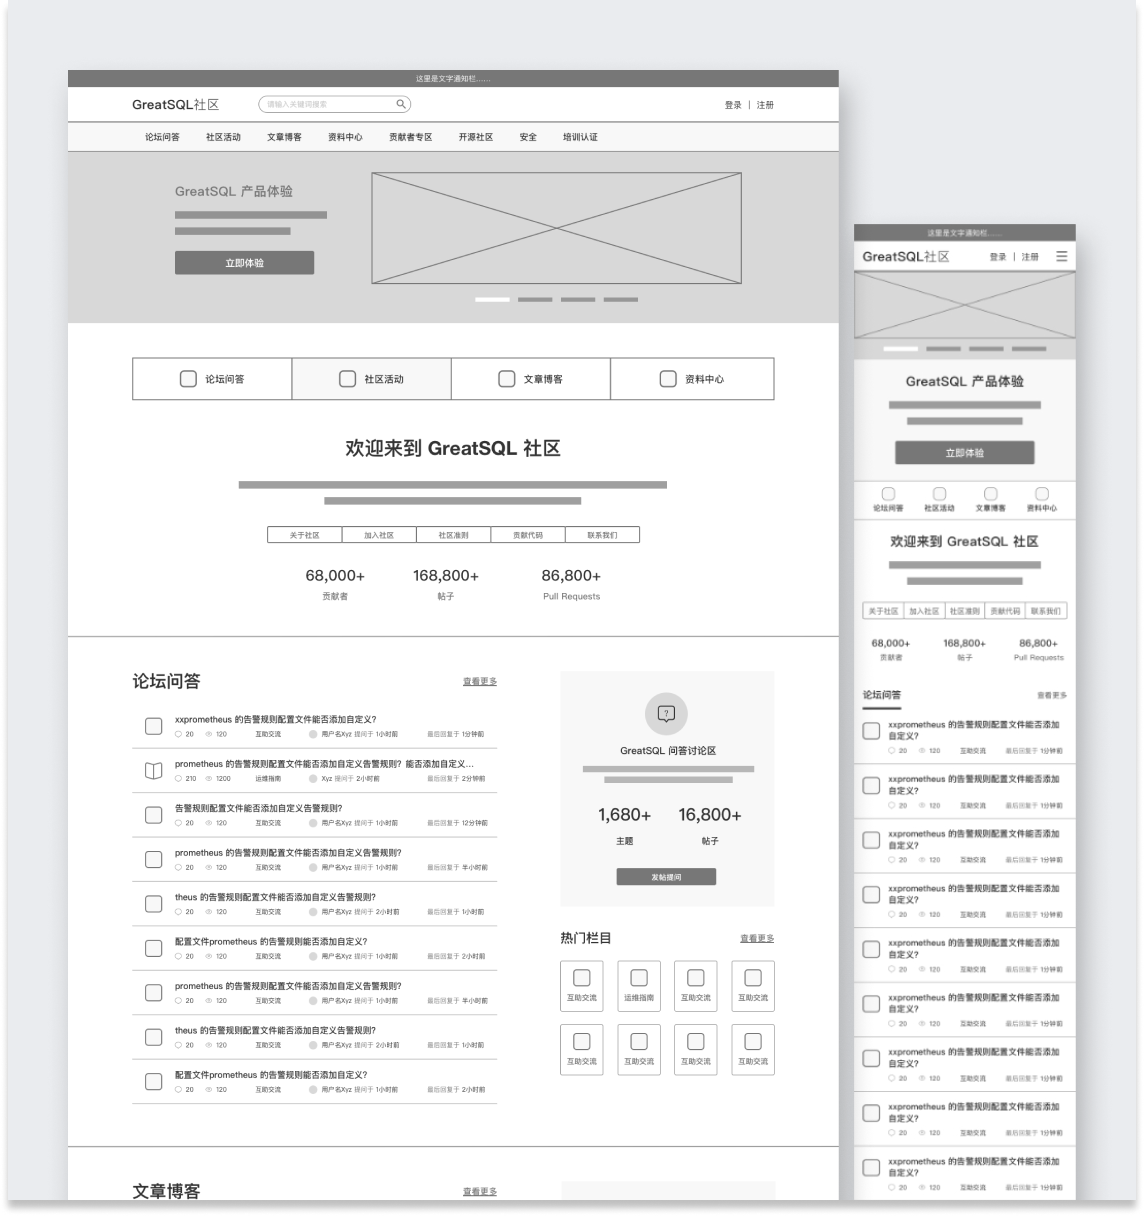 这里是文字通知栏……
GreatSQL社区
请输入关键词搜索
登录 | 注册
论坛问答 社区活动 文章博客 资料中心 贡献者专区 开源社区 安全 培训认证
GreatSQL 产品体验
立即体验
论坛问答 社区活动 文章博客 资料中心
欢迎来到 GreatSQL 社区
关于社区 加入社区 社区准则 贡献代码 联系我们
68,000+ 168,800+ 86,800+
贡献者 帖子 Pull Requests
论坛问答 查看更多
xxprometheus 的告警规则配置文件能否添加自定义?
20 120 互助交流 用户名Xyz 提问于 1小时前 最后回复于 1分钟前
prometheus 的告警规则配置文件能否添加自定义告警规则? 能否添加自定义...
210 1200 运维指南 Xyz 提问于 2小时前 最后回复于 2分钟前
告警规则配置文件能否添加自定义告警规则?
20 120 互助交流 用户名Xyz 提问于 1小时前 最后回复于 12分钟前
prometheus 的告警规则配置文件能否添加自定义告警规则?
20 120 互助交流 用户名Xyz 提问于 1小时前 最后回复于 半小时前
theus 的告警规则配置文件能否添加自定义告警规则?
20 120 互助交流 用户名Xyz 提问于 2小时前 最后回复于 1小时前
配置文件prometheus 的告警规则能否添加自定义?
20 120 互助交流 用户名Xyz 提问于 1小时前 最后回复于 2小时前
prometheus 的告警规则配置文件能否添加自定义告警规则?
20 120 互助交流 用户名Xyz 提问于 1小时前 最后回复于 半小时前
theus 的告警规则配置文件能否添加自定义告警规则?
20 120 互助交流 用户名Xyz 提问于 2小时前 最后回复于 1小时前
配置文件prometheus 的告警规则能否添加自定义?
20 120 互助交流 用户名Xyz 提问于 1小时前 最后回复于 2小时前
?
GreatSQL 问答讨论区
1,680+ 16,800+
主题 帖子
发帖提问
热门栏目 查看更多
互助交流 运维指南 互助交流 互助交流
互助交流 互助交流 互助交流 互助交流
文章博客 查看更多
这里是文字通知栏……
GreatSQL社区 登录 | 注册
GreatSQL 产品体验
立即体验
论坛问答 社区活动 文章博客 资料中心
欢迎来到 GreatSQL 社区
关于社区 加入社区 社区准则 贡献代码 联系我们
68,000+ 168,800+ 86,800+
贡献者 帖子 Pull Requests
论坛问答 查看更多
xxprometheus 的告警规则配置文件能否添加
自定义?
20 120 互助交流 最后回复于 1分钟前
xxprometheus 的告警规则配置文件能否添加
自定义?
20 120 互助交流 最后回复于 1分钟前
xxprometheus 的告警规则配置文件能否添加
自定义?
20 120 互助交流 最后回复于 1分钟前
xxprometheus 的告警规则配置文件能否添加
自定义?
20 120 互助交流 最后回复于 1分钟前
xxprometheus 的告警规则配置文件能否添加
自定义?
20 120 互助交流 最后回复于 1分钟前
xxprometheus 的告警规则配置文件能否添加
自定义?
20 120 互助交流 最后回复于 1分钟前
xxprometheus 的告警规则配置文件能否添加
自定义?
20 120 互助交流 最后回复于 1分钟前
xxprometheus 的告警规则配置文件能否添加
自定义?
20 120 互助交流 最后回复于 1分钟前
xxprometheus 的告警规则配置文件能否添加
自定义?
20 120 互助交流 最后回复于 1分钟前